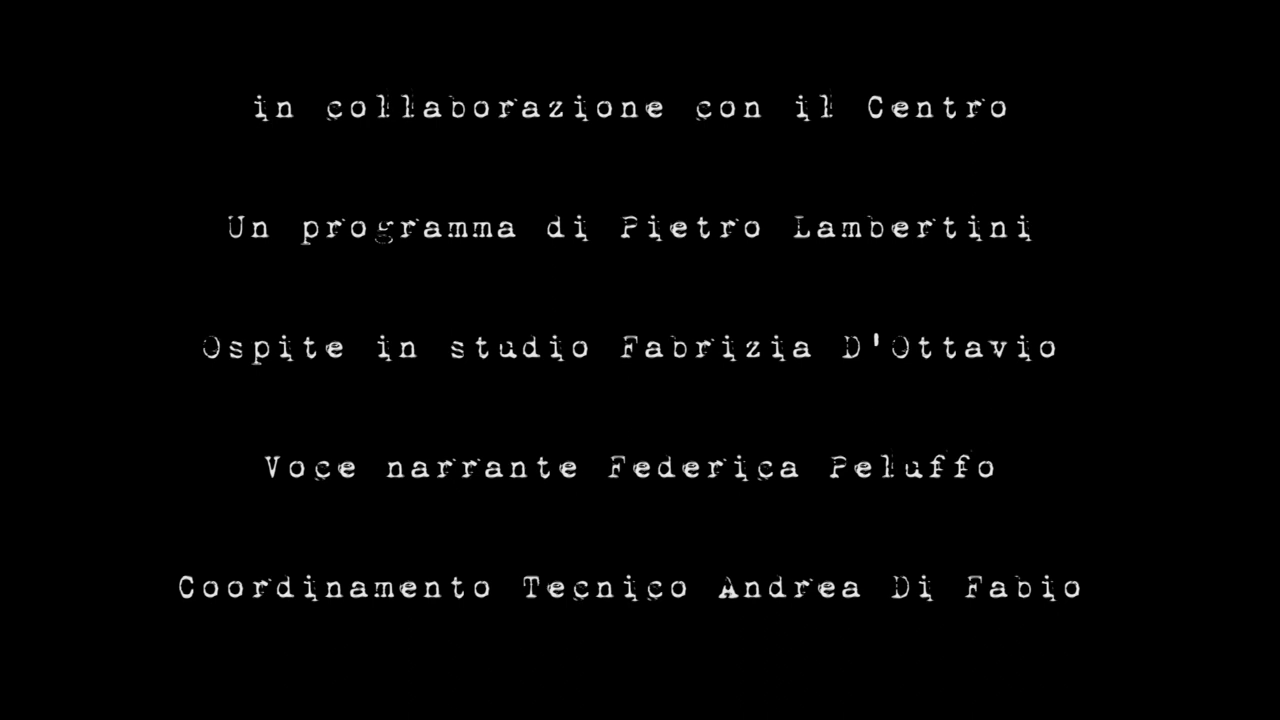 in collaborazione con il Centro
Un programma di Pietro Lambertini
Ospite in studio Fabrizia D'Ottavio
Voce narrante Federica Peluffo
Coordinamento Tecnico Andrea Di Fabio